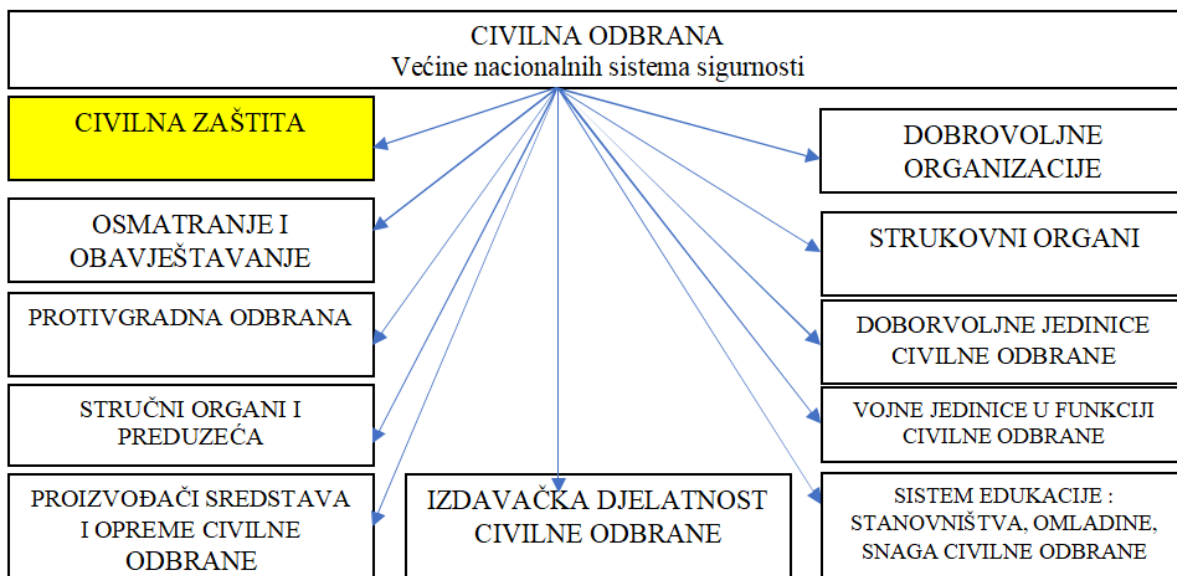 CIVILNA ODBRANA
Većine nacionalnih sistema sigurnosti
CIVILNA ZAŠTITA
OSMATRANJE I
OBAVJEŠTAVANJE
PROTIVGRADNA ODBRANA
STRUČNI ORGANI I
PREDUZEĆA
PROIZVOĐAČI SREDSTAVA
I OPREME CIVILNE
ODBRANE
IZDAVAČKA DJELATNOST
CIVILNE ODBRANE
DOBROVOLJNE
ORGANIZACIJE
STRUKOVNI ORGANI
DOBORVOLJNE JEDINICE
CIVILNE ODBRANE
VOJNE JEDINICE U FUNKCIJI
CIVILNE ODBRANE
SISTEM EDUKACIJE :
STANOVNIŠTVA, OMLADINE,
SNAGA CIVILNE ODBRANE